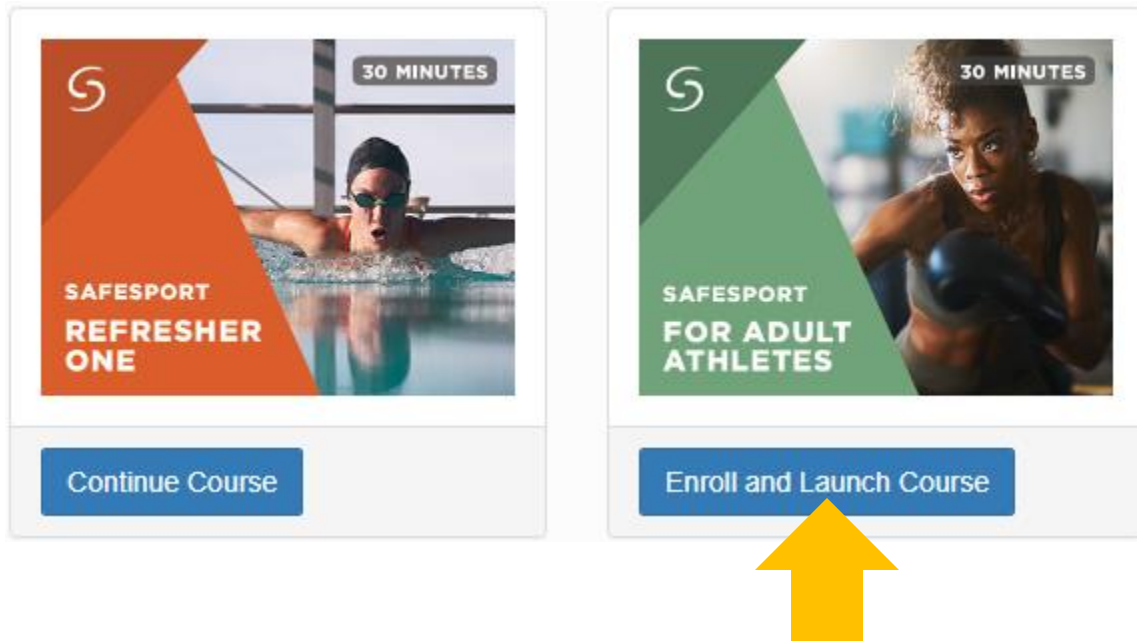 30 MINUTES
SAFESPORT
REFRESHER
ONE
Continue Course
30 MINUTES
SAFESPORT
FOR ADULT
ATHLETES
Enroll and Launch Course